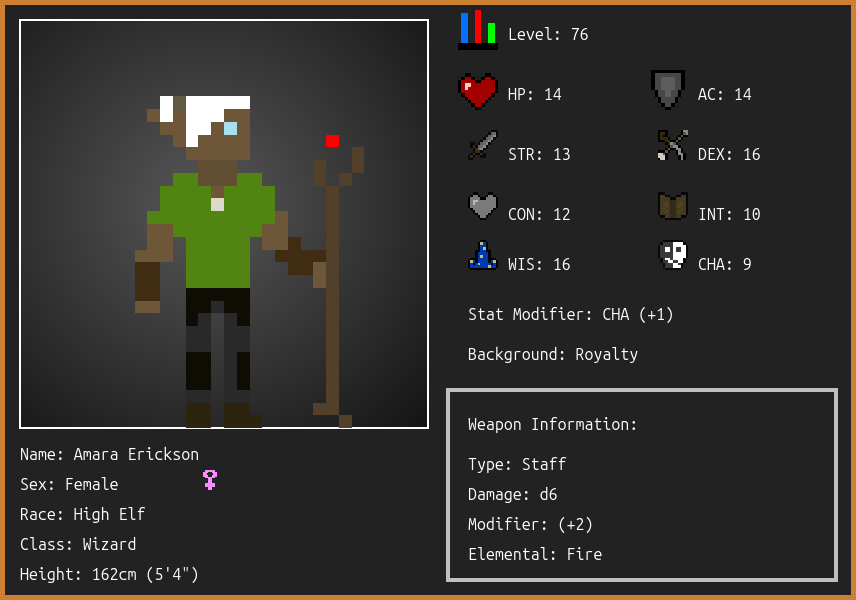 Level: 76
HP: 14
AC: 14
STR: 13
DEX: 16
CON: 12
INT: 10
WIS: 16
CHA: 9
Stat Modifier: CHA (+1)
Background: Royalty
Weapon Information:
Type: Staff
Damage: d6
Modifier: (+2)
Elemental: Fire
Name: Amara Erickson
Sex: Female
Race: High Elf
Class: Wizard
Height: 162cm (5'4")